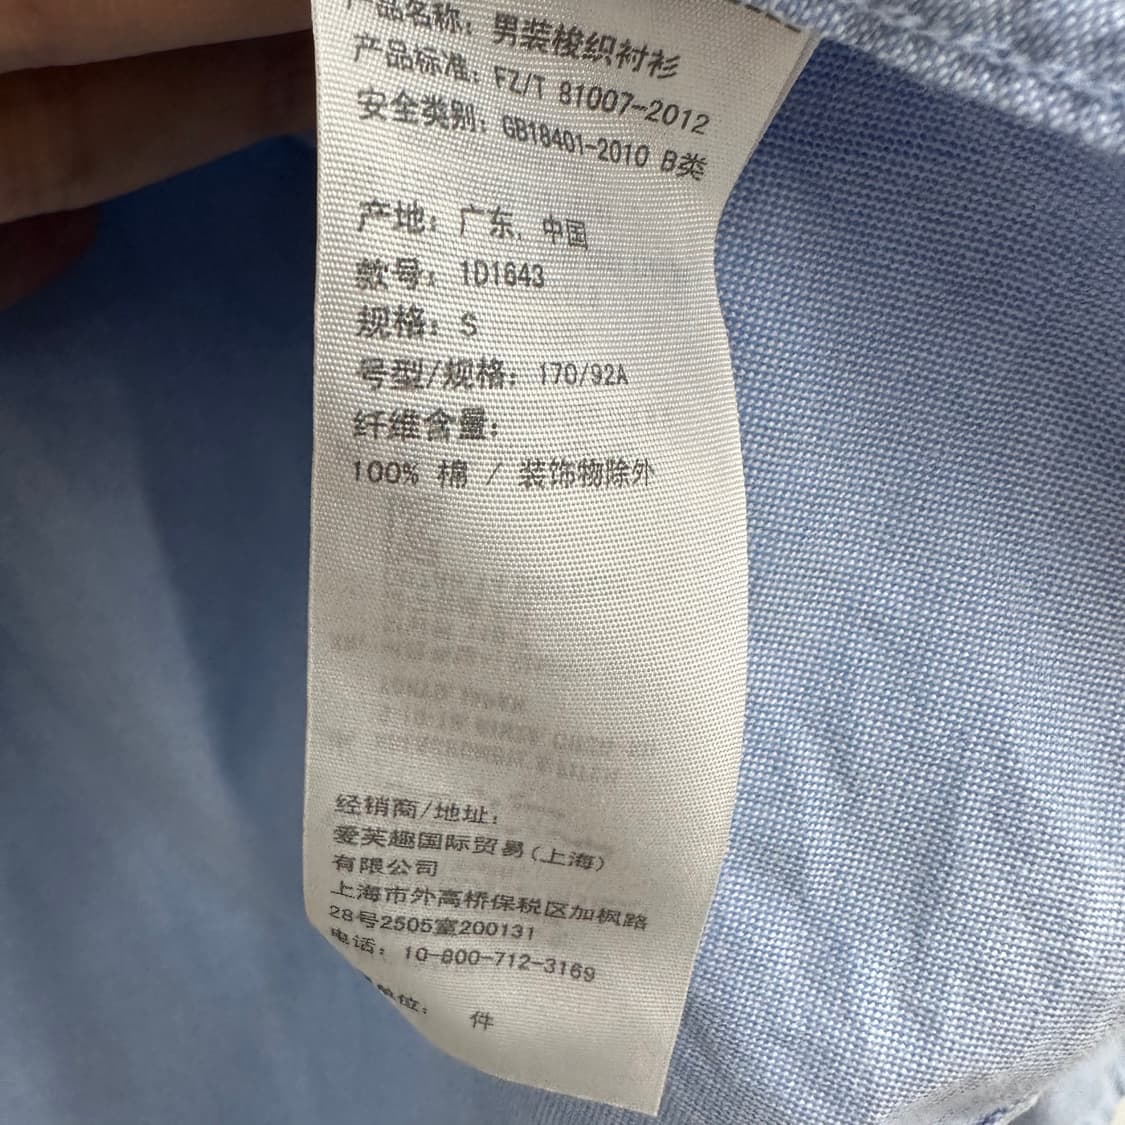 产品名称: 男装梭织衬衫
产品标准: FZ/T 81007-2012
安全类别: GB18401-2010 B类
产地: 广东, 中国
款号: 1D1643
规格: S
号型/规格: 170/92A
纤维含量:
100% 棉 / 装饰物除外
经销商/地址:
爱芙趣国际贸易(上海)
有限公司
上海市外高桥保税区加枫路
28号2505室200131
电话: 10-800-712-3169
单位: 件